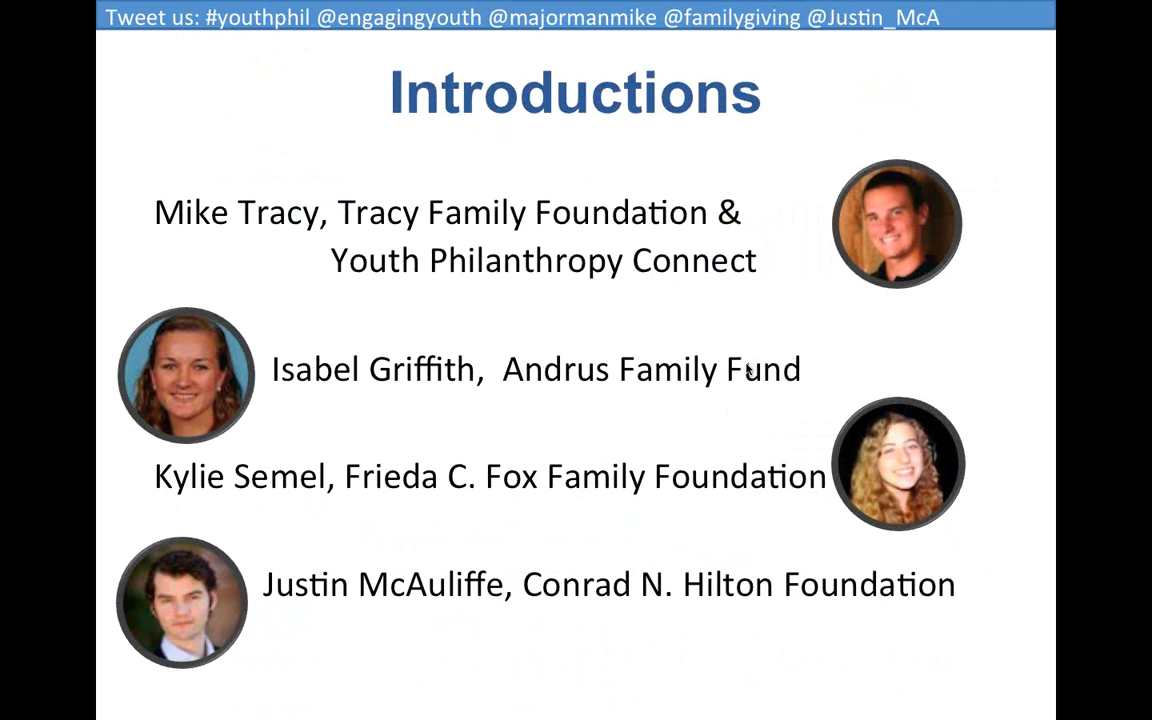 Tweet us: #youthphil @engagingyouth @majormanmike @familygiving @Justin_McA
Introductions
Mike Tracy, Tracy Family Foundation &
Youth Philanthropy Connect
Isabel Griffith,  Andrus Family Fund
Kylie Semel, Frieda C. Fox Family Foundation
Justin McAuliffe, Conrad N. Hilton Foundation